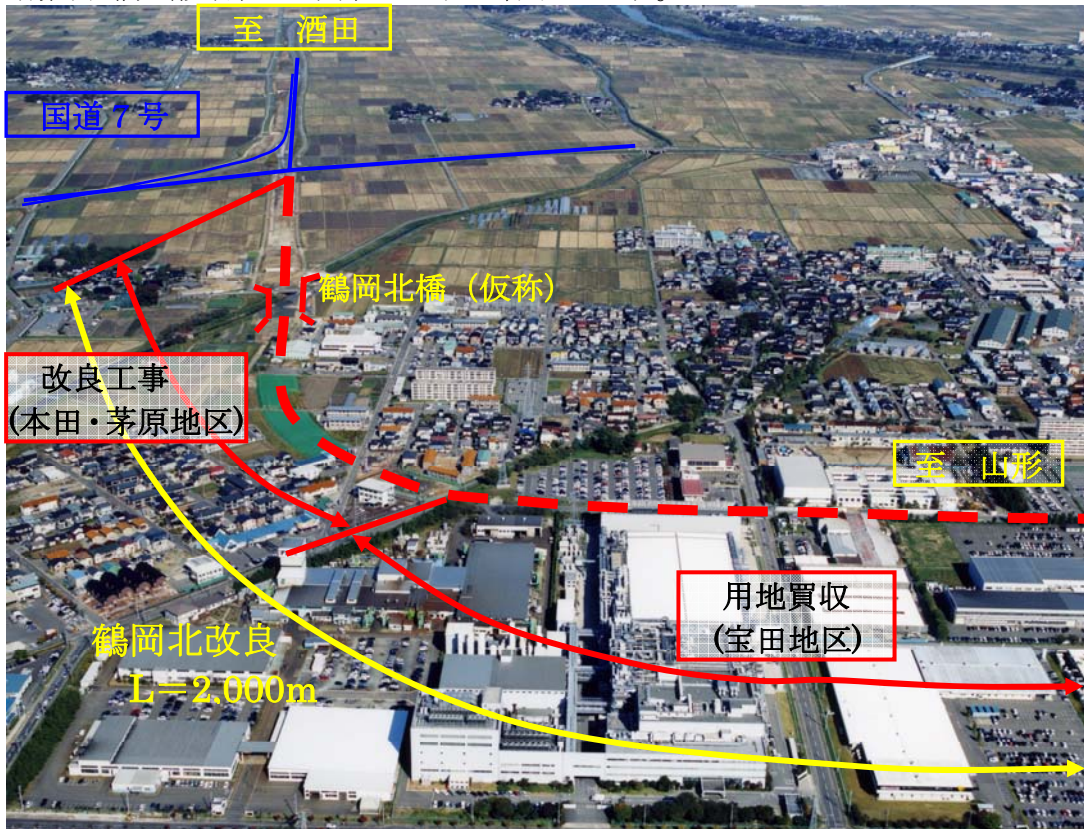 至 酒田
国道7号
鶴岡北橋(仮称)
改良工事
(本田・茅原地区)
至 山形
用地買収
(宝田地区)
鶴岡北改良
L=2,000m